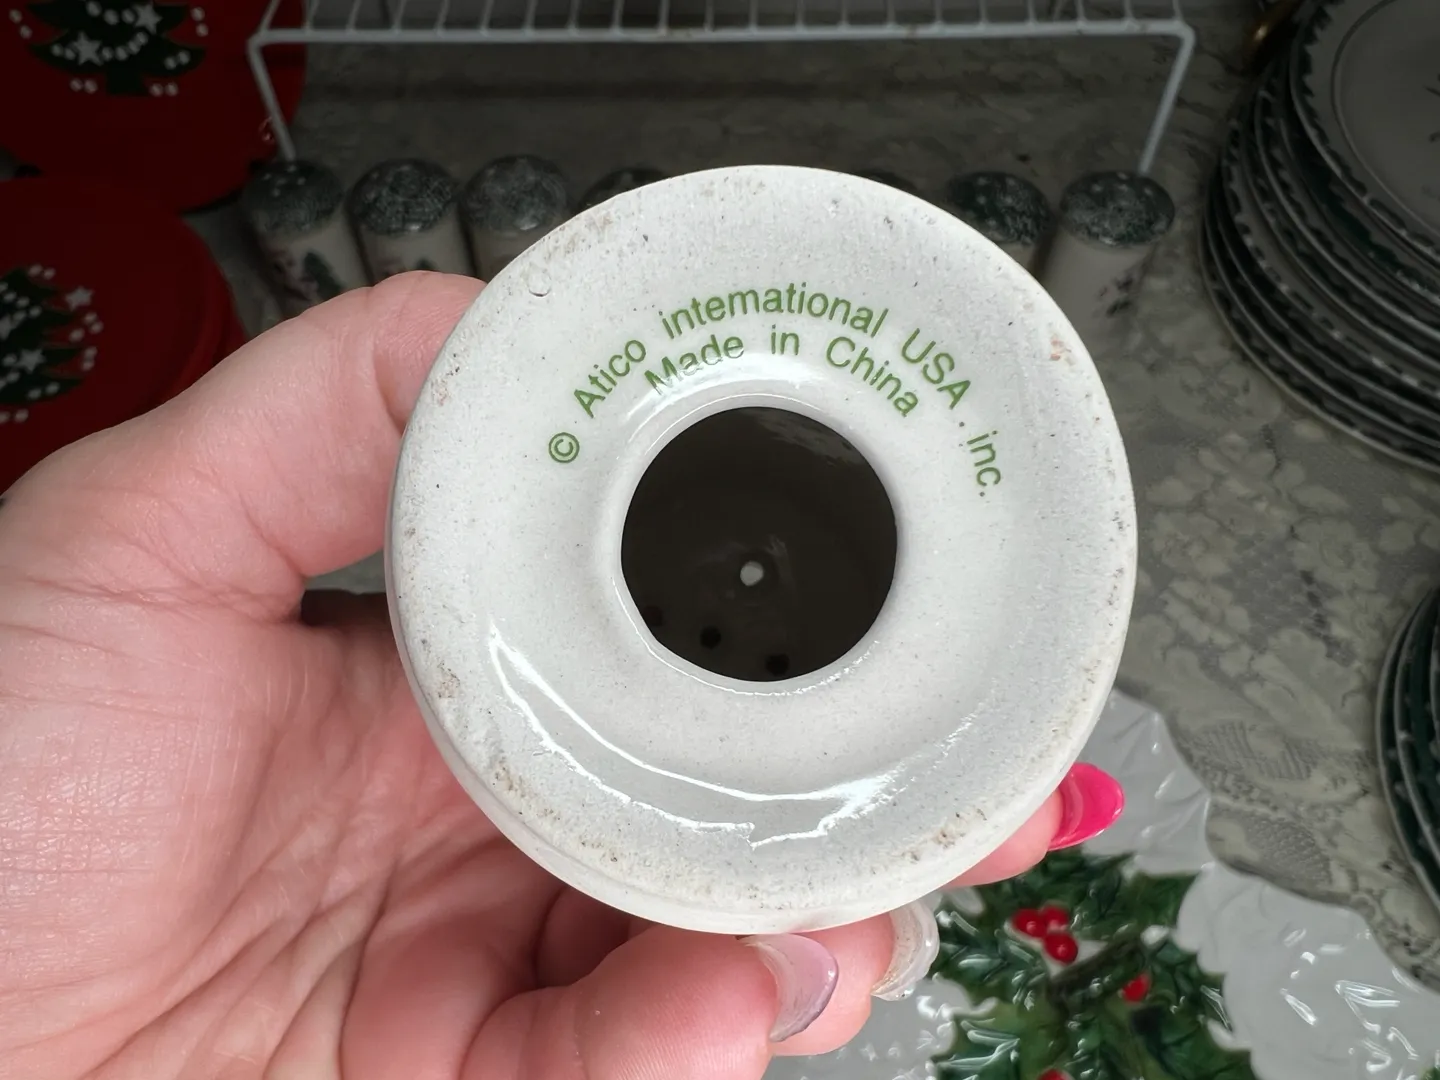 © Atico international USA, inc.
Made in China